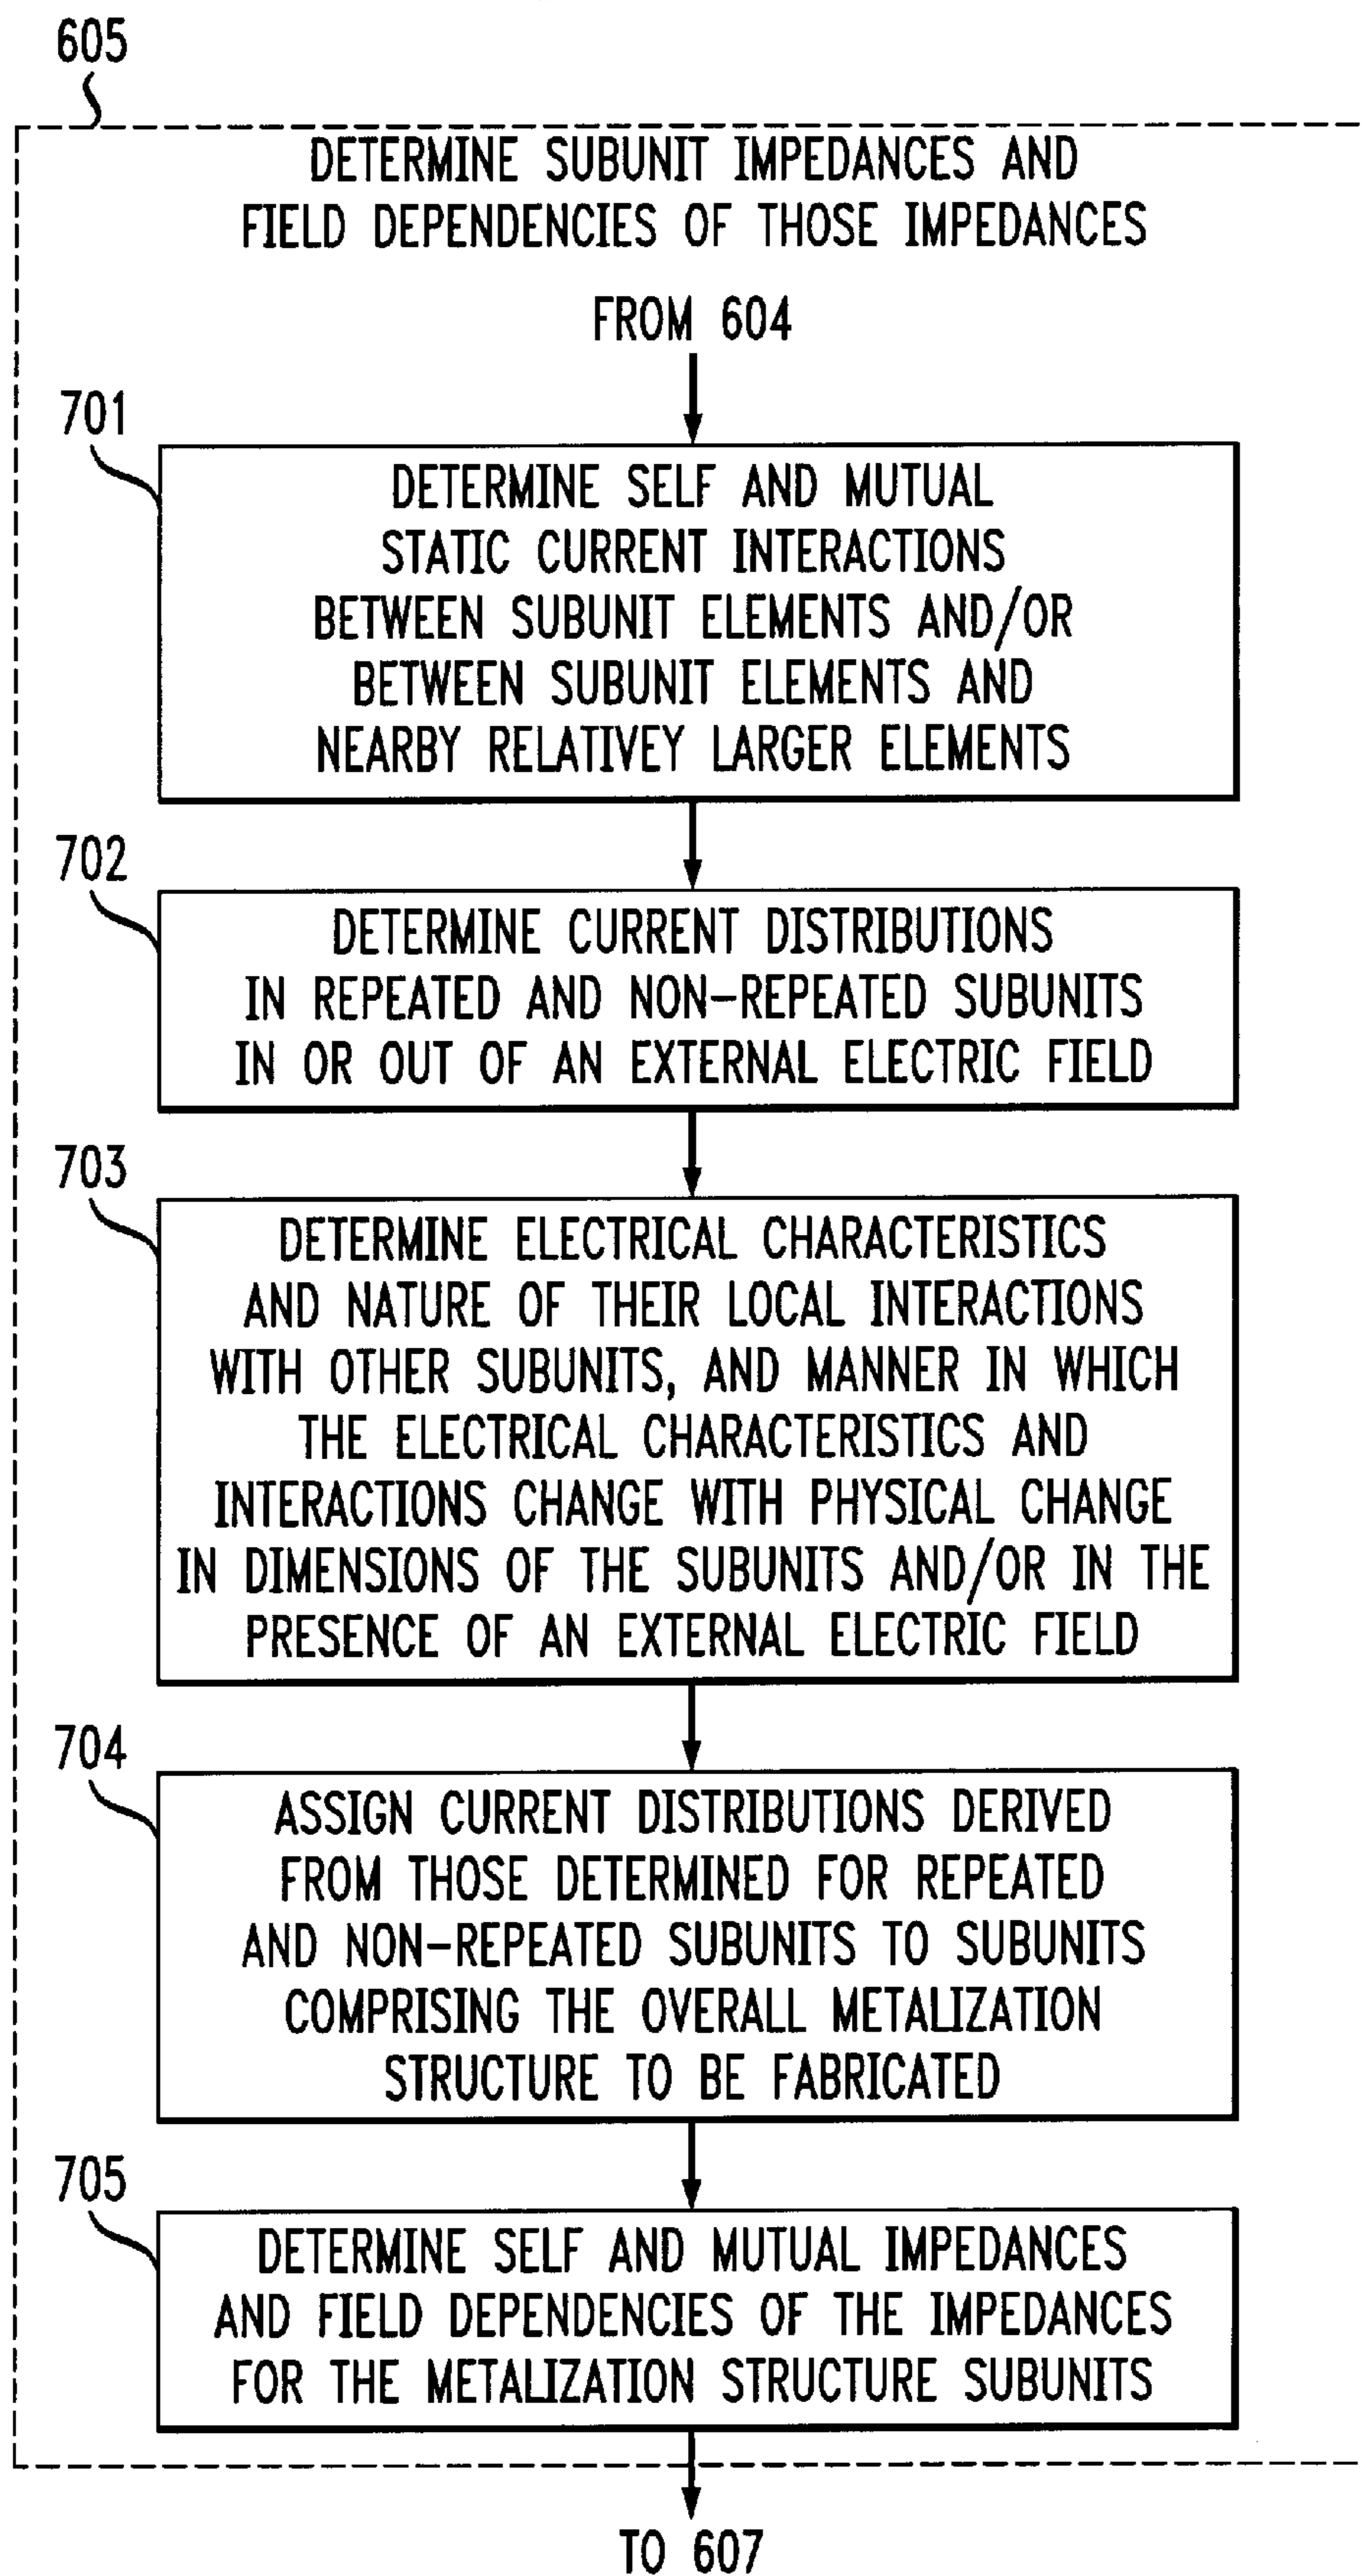 605
DETERMINE SUBUNIT IMPEDANCES AND
FIELD DEPENDENCIES OF THOSE IMPEDANCES
FROM 604
701
DETERMINE SELF AND MUTUAL
STATIC CURRENT INTERACTIONS
BETWEEN SUBUNIT ELEMENTS AND/OR
BETWEEN SUBUNIT ELEMENTS AND
NEARBY RELATIVEY LARGER ELEMENTS
702
DETERMINE CURRENT DISTRIBUTIONS
IN REPEATED AND NON-REPEATED SUBUNITS
IN OR OUT OF AN EXTERNAL ELECTRIC FIELD
703
DETERMINE ELECTRICAL CHARACTERISTICS
AND NATURE OF THEIR LOCAL INTERACTIONS
WITH OTHER SUBUNITS, AND MANNER IN WHICH
THE ELECTRICAL CHARACTERISTICS AND
INTERACTIONS CHANGE WITH PHYSICAL CHANGE
IN DIMENSIONS OF THE SUBUNITS AND/OR IN THE
PRESENCE OF AN EXTERNAL ELECTRIC FIELD
704
ASSIGN CURRENT DISTRIBUTIONS DERIVED
FROM THOSE DETERMINED FOR REPEATED
AND NON-REPEATED SUBUNITS TO SUBUNITS
COMPRISING THE OVERALL METALIZATION
STRUCTURE TO BE FABRICATED
705
DETERMINE SELF AND MUTUAL IMPEDANCES
AND FIELD DEPENDENCIES OF THE IMPEDANCES
FOR THE METALIZATION STRUCTURE SUBUNITS
TO 607